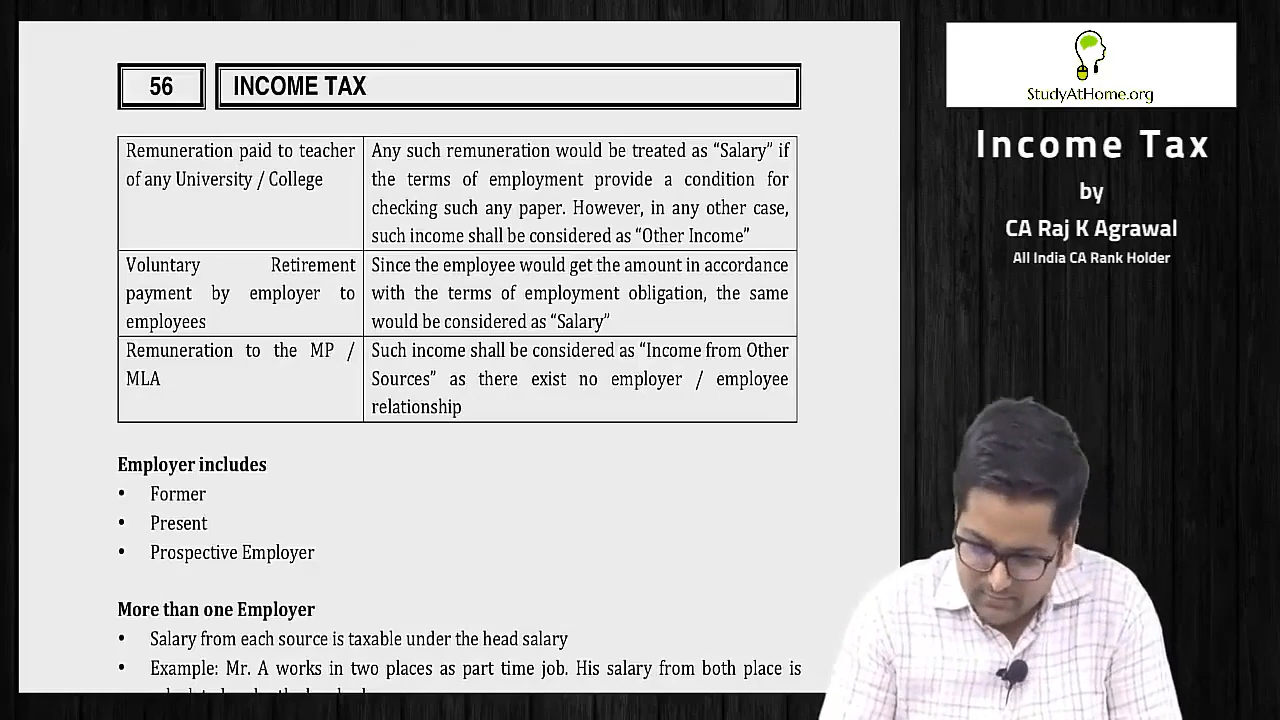 56
INCOME TAX
Remuneration paid to teacher
of any University / College
Any such remuneration would be treated as “Salary” if
the terms of employment provide a condition for
checking such any paper. However, in any other case,
such income shall be considered as “Other Income”
Voluntary Retirement
payment by employer to
employees
Since the employee would get the amount in accordance
with the terms of employment obligation, the same
would be considered as “Salary”
Remuneration to the MP /
MLA
Such income shall be considered as “Income from Other
Sources” as there exist no employer / employee
relationship
Employer includes
• Former
• Present
• Prospective Employer
More than one Employer
• Salary from each source is taxable under the head salary
• Example: Mr. A works in two places as part time job. His salary from both place is
StudyAtHome.org
Income Tax
by
CA Raj K Agrawal
All India CA Rank Holder